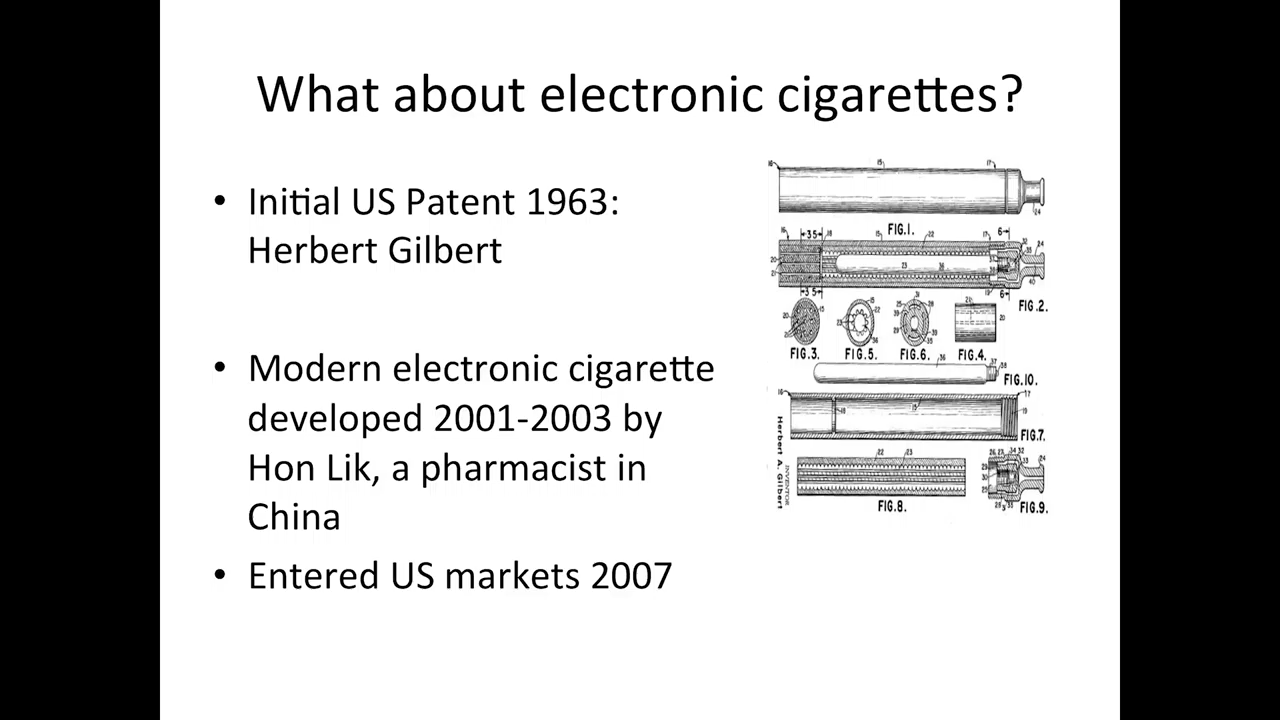 What about electronic cigarettes?
• Initial US Patent 1963:
Herbert Gilbert
• Modern electronic cigarette
developed 2001-2003 by
Hon Lik, a pharmacist in
China
• Entered US markets 2007
FIG.1.
FIG.2.
FIG.3.
FIG.5.
FIG.6.
FIG.4.
FIG.10.
FIG.7.
FIG.8.
FIG.9.
INVENTOR
Herbert A. Gilbert